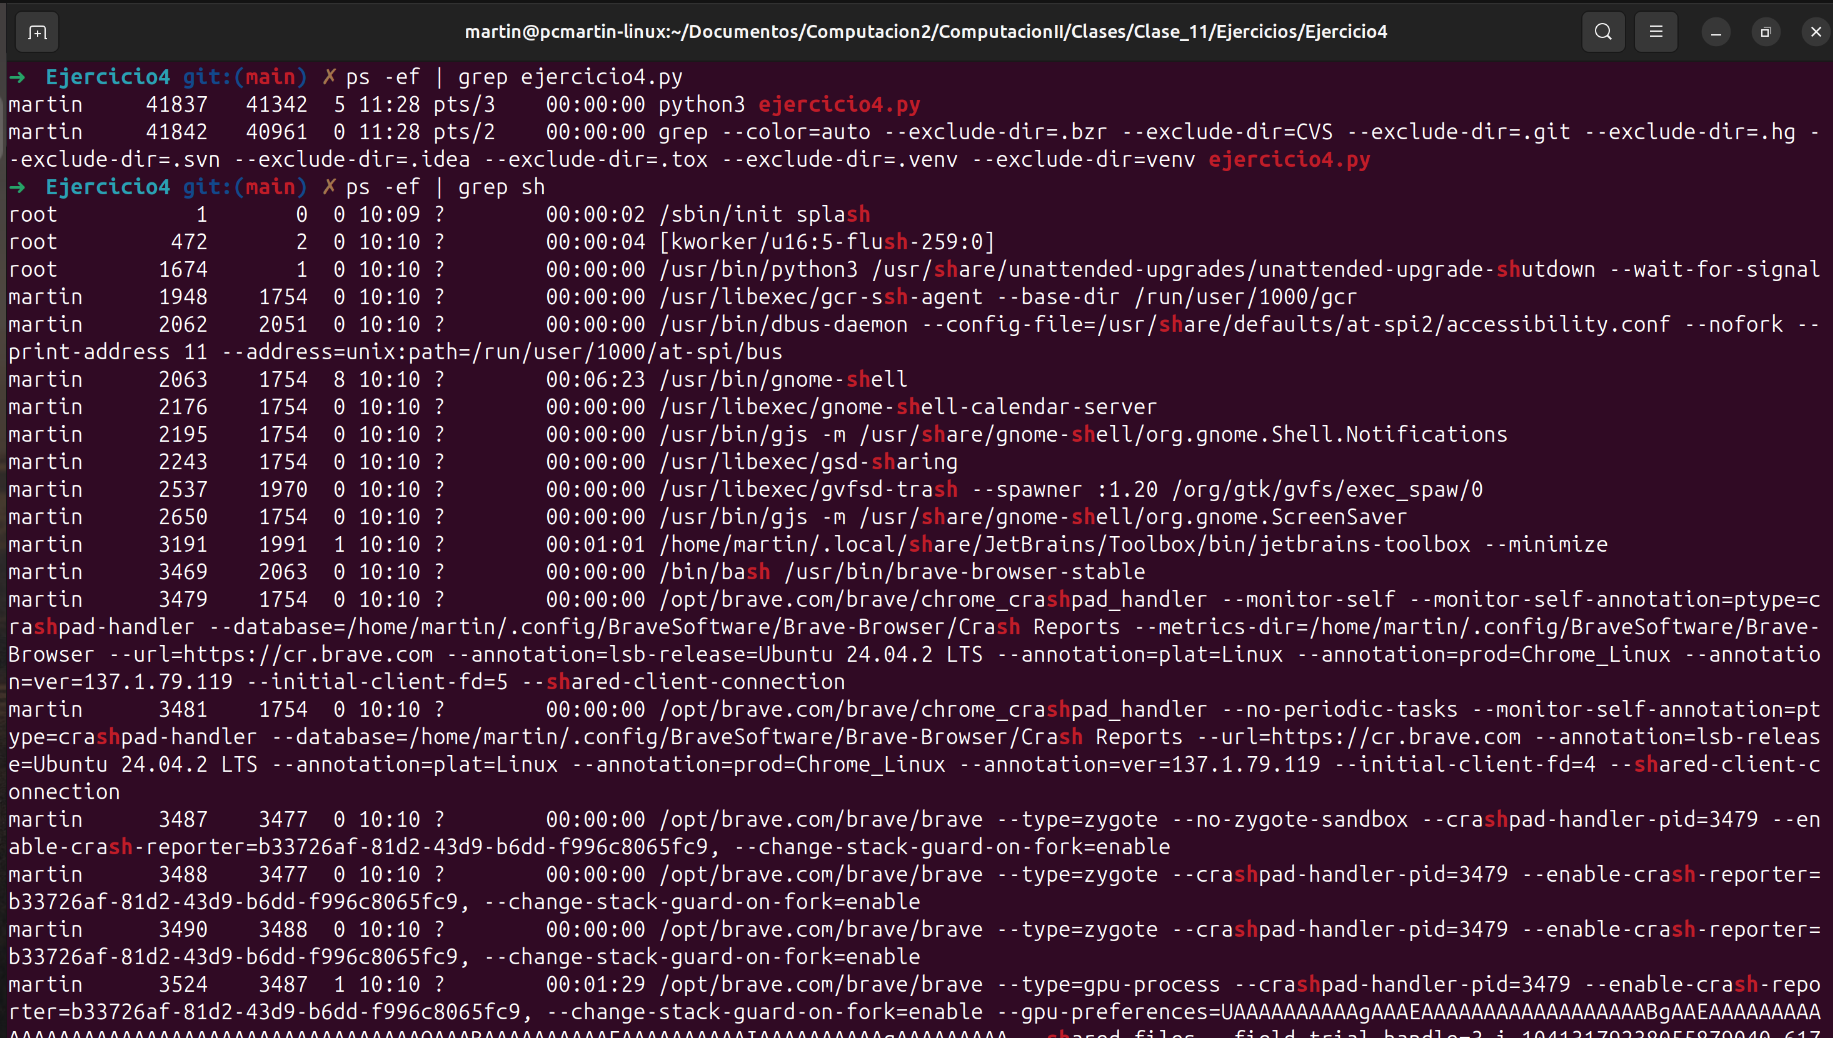 martin@pcmartin-linux:~/Documentos/Computacion2/ComputacionII/Clases/Clase_11/Ejercicios/Ejercicio4
➜  Ejercicio4 git:(main) ✗ ps -ef | grep ejercicio4.py
martin     41837   41342  5 11:28 pts/3    00:00:00 python3 ejercicio4.py
martin     41842   40961  0 11:28 pts/2    00:00:00 grep --color=auto --exclude-dir=.bzr --exclude-dir=CVS --exclude-dir=.git --exclude-dir=.hg -
-exclude-dir=.svn --exclude-dir=.idea --exclude-dir=.tox --exclude-dir=.venv --exclude-dir=venv ejercicio4.py
➜  Ejercicio4 git:(main) ✗ ps -ef | grep sh
root           1       0  0 10:09 ?        00:00:02 /sbin/init splash
root         472       2  0 10:10 ?        00:00:04 [kworker/u16:5-flush-259:0]
root        1674       1  0 10:10 ?        00:00:00 /usr/bin/python3 /usr/share/unattended-upgrades/unattended-upgrade-shutdown --wait-for-signal
martin      1948    1754  0 10:10 ?        00:00:00 /usr/libexec/gcr-ssh-agent --base-dir /run/user/1000/gcr
martin      2062    2051  0 10:10 ?        00:00:00 /usr/bin/dbus-daemon --config-file=/usr/share/defaults/at-spi2/accessibility.conf --nofork --
print-address 11 --address=unix:path=/run/user/1000/at-spi/bus
martin      2063    1754  8 10:10 ?        00:06:23 /usr/bin/gnome-shell
martin      2176    1754  0 10:10 ?        00:00:00 /usr/libexec/gnome-shell-calendar-server
martin      2195    1754  0 10:10 ?        00:00:00 /usr/bin/gjs -m /usr/share/gnome-shell/org.gnome.Shell.Notifications
martin      2243    1754  0 10:10 ?        00:00:00 /usr/libexec/gsd-sharing
martin      2537    1970  0 10:10 ?        00:00:00 /usr/libexec/gvfsd-trash --spawner :1.20 /org/gtk/gvfs/exec_spaw/0
martin      2650    1754  0 10:10 ?        00:00:00 /usr/bin/gjs -m /usr/share/gnome-shell/org.gnome.ScreenSaver
martin      3191    1991  1 10:10 ?        00:01:01 /home/martin/.local/share/JetBrains/Toolbox/bin/jetbrains-toolbox --minimize
martin      3469    2063  0 10:10 ?        00:00:00 /bin/bash /usr/bin/brave-browser-stable
martin      3479    1754  0 10:10 ?        00:00:00 /opt/brave.com/brave/chrome_crashpad_handler --monitor-self --monitor-self-annotation=ptype=c
rashpad-handler --database=/home/martin/.config/BraveSoftware/Brave-Browser/Crash Reports --metrics-dir=/home/martin/.config/BraveSoftware/Brave-
Browser --url=https://cr.brave.com --annotation=lsb-release=Ubuntu 24.04.2 LTS --annotation=plat=Linux --annotation=prod=Chrome_Linux --annotatio
n=ver=137.1.79.119 --initial-client-fd=5 --shared-client-connection
martin      3481    1754  0 10:10 ?        00:00:00 /opt/brave.com/brave/chrome_crashpad_handler --no-periodic-tasks --monitor-self-annotation=pt
ype=crashpad-handler --database=/home/martin/.config/BraveSoftware/Brave-Browser/Crash Reports --url=https://cr.brave.com --annotation=lsb-releas
e=Ubuntu 24.04.2 LTS --annotation=plat=Linux --annotation=prod=Chrome_Linux --annotation=ver=137.1.79.119 --initial-client-fd=4 --shared-client-c
onnection
martin      3487    3477  0 10:10 ?        00:00:00 /opt/brave.com/brave/brave --type=zygote --no-zygote-sandbox --crashpad-handler-pid=3479 --en
able-crash-reporter=b33726af-81d2-43d9-b6dd-f996c8065fc9, --change-stack-guard-on-fork=enable
martin      3488    3477  0 10:10 ?        00:00:00 /opt/brave.com/brave/brave --type=zygote --crashpad-handler-pid=3479 --enable-crash-reporter=
b33726af-81d2-43d9-b6dd-f996c8065fc9, --change-stack-guard-on-fork=enable
martin      3490    3488  0 10:10 ?        00:00:00 /opt/brave.com/brave/brave --type=zygote --crashpad-handler-pid=3479 --enable-crash-reporter=
b33726af-81d2-43d9-b6dd-f996c8065fc9, --change-stack-guard-on-fork=enable
martin      3524    3487  1 10:10 ?        00:01:29 /opt/brave.com/brave/brave --type=gpu-process --crashpad-handler-pid=3479 --enable-crash-repo
rter=b33726af-81d2-43d9-b6dd-f996c8065fc9, --change-stack-guard-on-fork=enable